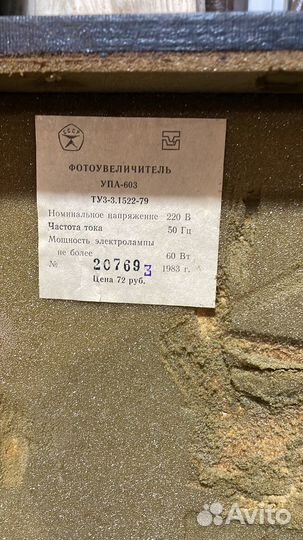 СССР
ФОТОУВЕЛИЧИТЕЛЬ
УПА-603
ТУ3-3.1522-79
Номинальное напряжение 220 В
Частота тока 50 Гц
Мощность электролампы
не более 60 Вт
№ 207693 1983 г.
Цена 72 руб.
Avito